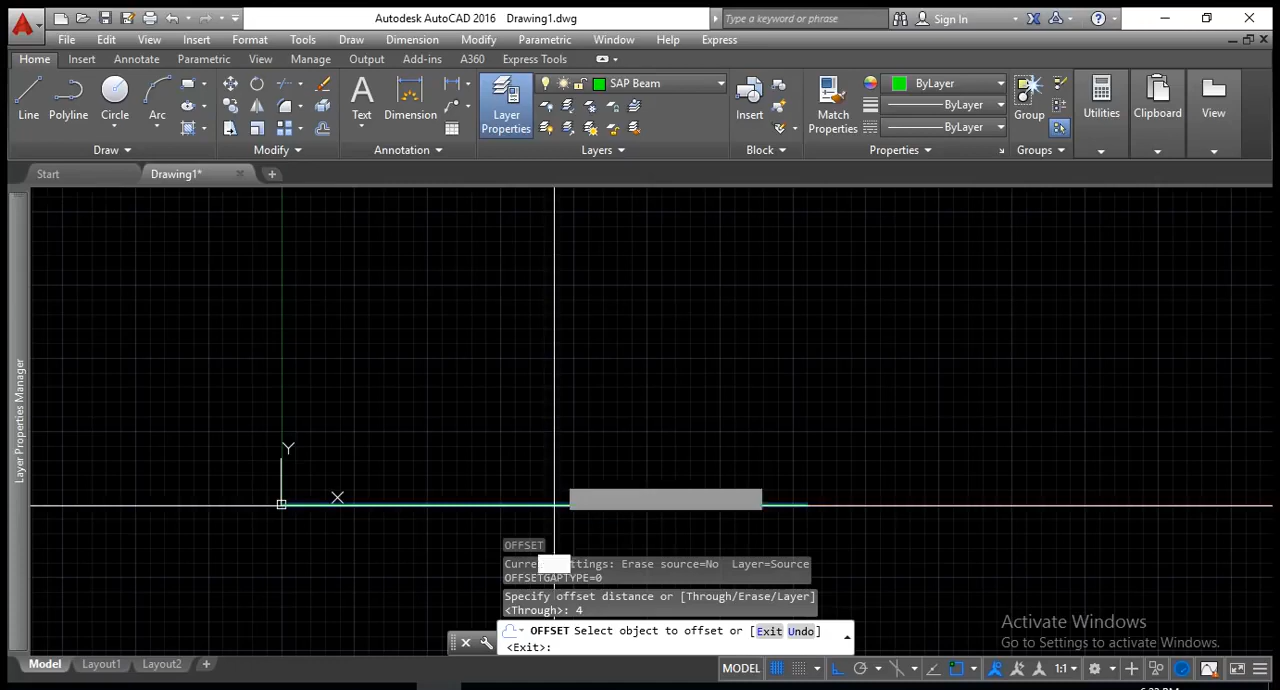 Autodesk AutoCAD 2016 Drawing1.dwg
Type a keyword or phrase
Sign In
File Edit View Insert Format Tools Draw Dimension Modify Parametric Window Help Express
Home Insert Annotate Parametric View Manage Output Add-ins A360 Express Tools
SAP Beam
ByLayer
ByLayer
ByLayer
Line Polyline Circle Arc
Text Dimension
Layer Properties
Insert
Match Properties
Group
Utilities
Clipboard
View
Draw Modify Annotation Layers Block Properties Groups
Start Drawing1*
Layer Properties Manager
Y
X
OFFSET
ttings: Erase source=No Layer=Source
OFFSETGAPTYPE=0
Specify offset distance or [Through/Erase/Layer]
<Through>: 4
OFFSET Select object to offset or [Exit Undo]
<Exit>:
Activate Windows
Go to Settings to activate Windows.
Model Layout1 Layout2
MODEL
1:1